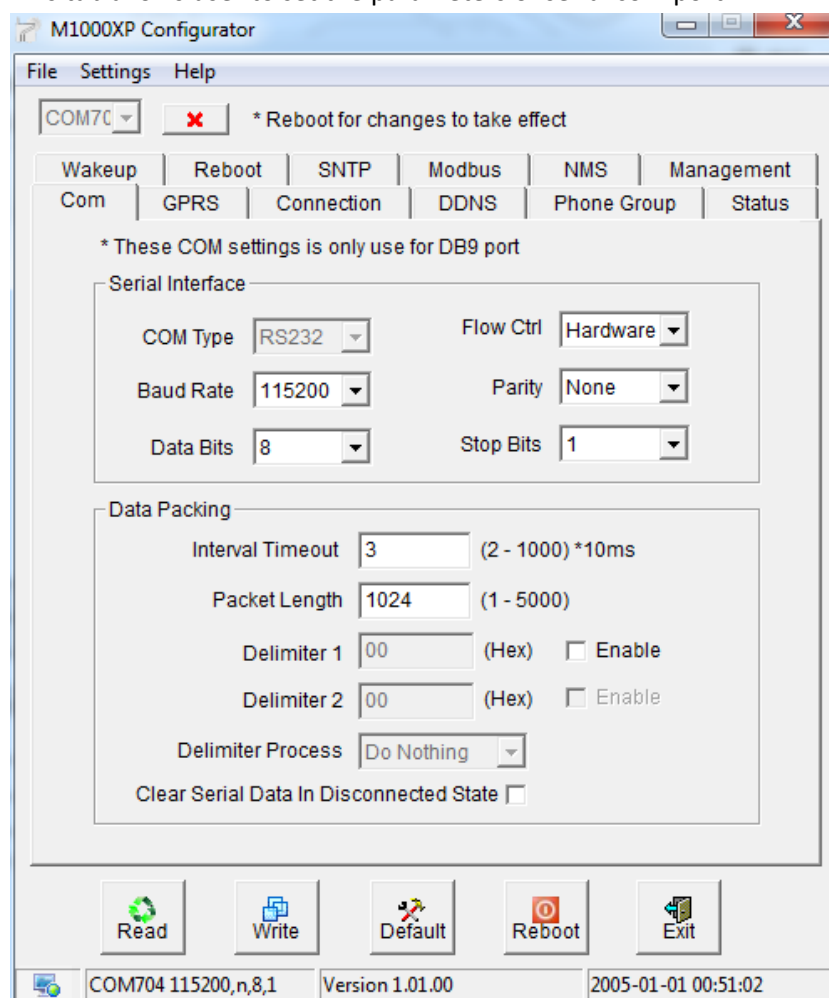 M1000XP Configurator
File Settings Help
COM70 * Reboot for changes to take effect
Wakeup Reboot SNTP Modbus NMS Management
Com GPRS Connection DDNS Phone Group Status
* These COM settings is only use for DB9 port
Serial Interface
COM Type RS232 Flow Ctrl Hardware
Baud Rate 115200 Parity None
Data Bits 8 Stop Bits 1
Data Packing
Interval Timeout 3 (2 - 1000) *10ms
Packet Length 1024 (1 - 5000)
Delimiter 1 00 (Hex) Enable
Delimiter 2 00 (Hex) Enable
Delimiter Process Do Nothing
Clear Serial Data In Disconnected State
Read Write Default Reboot Exit
COM704 115200,n,8,1 Version 1.01.00 2005-01-01 00:51:02